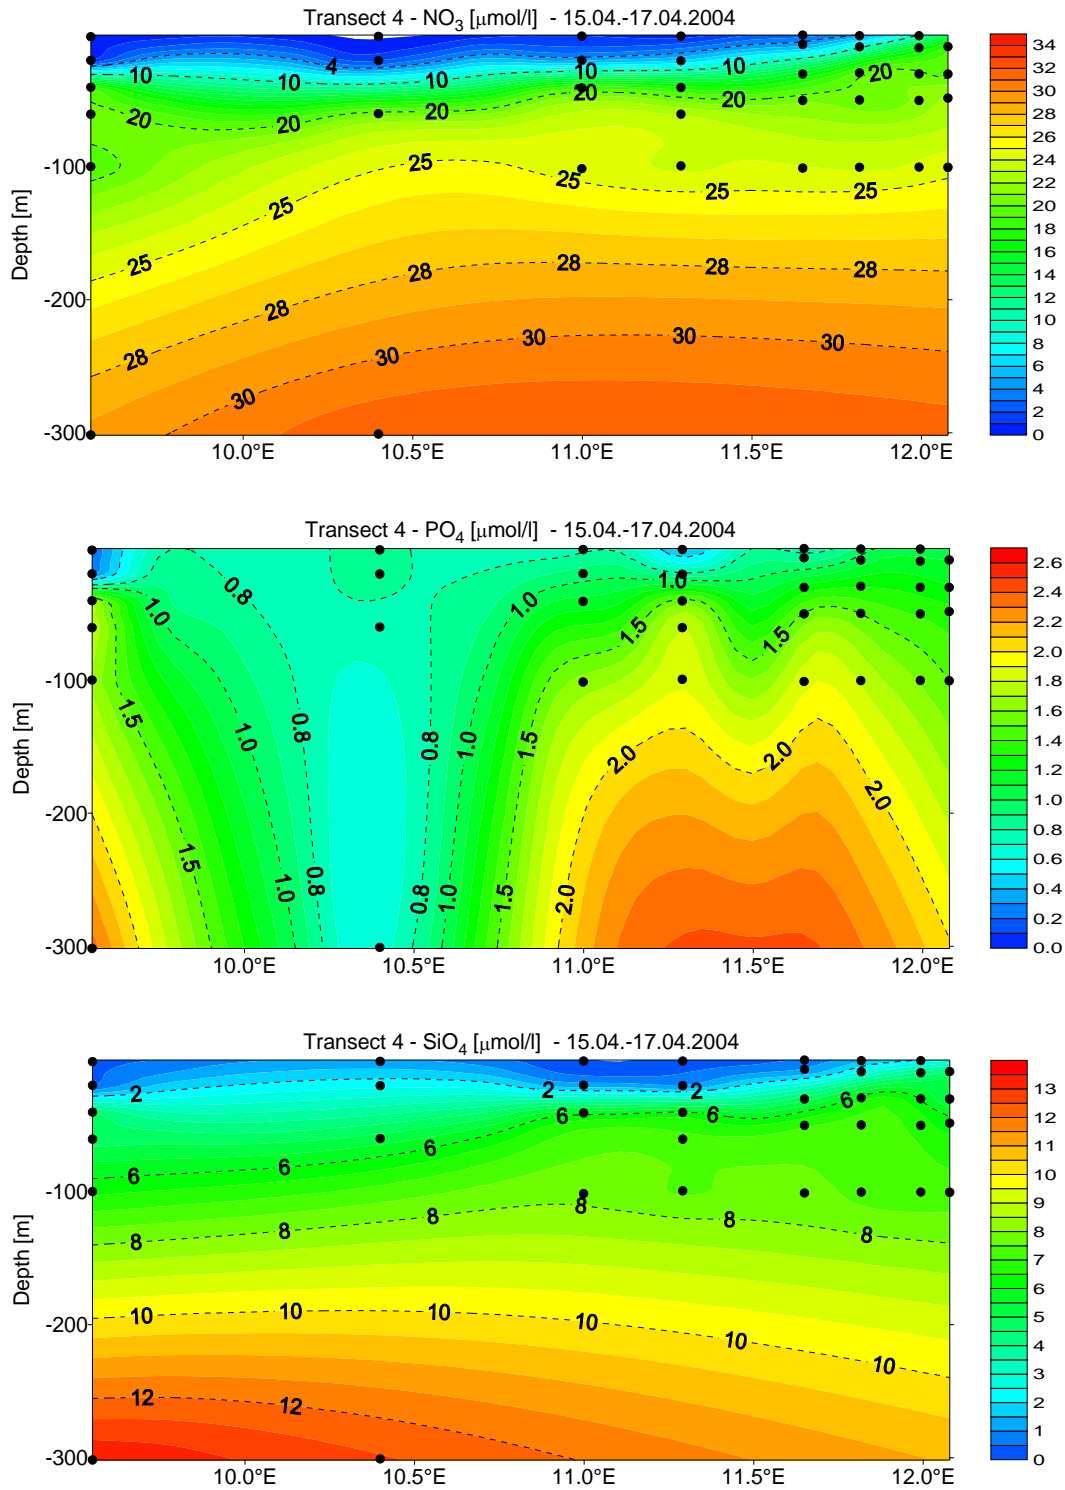 Transect 4 - NO3 [μmol/l] - 15.04.-17.04.2004
4
10 10 10 10 10
20 20 20 20 20 20
25 25 25 25 25 25
28 28 28 28 28
30 30 30 30 30
Depth [m]
-100
-200
-300
10.0°E 10.5°E 11.0°E 11.5°E 12.0°E
34
32
30
28
26
24
22
20
18
16
14
12
10
8
6
4
2
0
Transect 4 - PO4 [μmol/l] - 15.04.-17.04.2004
0.8 1.0 1.0 1.0
1.5 1.5
1.5 1.0 0.8 0.8 1.0 1.5 2.0 2.0 2.0
1.5 1.0 0.8 0.8 1.0 1.5 2.0
Depth [m]
-100
-200
-300
10.0°E 10.5°E 11.0°E 11.5°E 12.0°E
2.6
2.4
2.2
2.0
1.8
1.6
1.4
1.2
1.0
0.8
0.6
0.4
0.2
0.0
Transect 4 - SiO4 [μmol/l] - 15.04.-17.04.2004
2 2 2
6 6 6 6 6 6
8 8 8 8 8 8
10 10 10 10 10 10
12 12
Depth [m]
-100
-200
-300
10.0°E 10.5°E 11.0°E 11.5°E 12.0°E
13
12
11
10
9
8
7
6
5
4
3
2
1
0